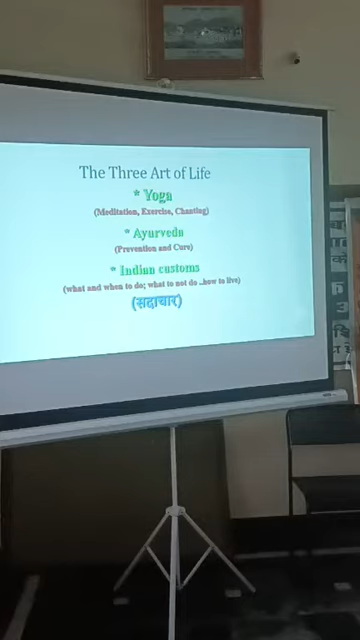 The Three Art of Life
* Yoga
(Meditation, Exercise, Chanting)
* Ayurveda
(Prevention and Cure)
* Indian customs
(what and when to do; what to not do ..how to live)
(सदाचार)